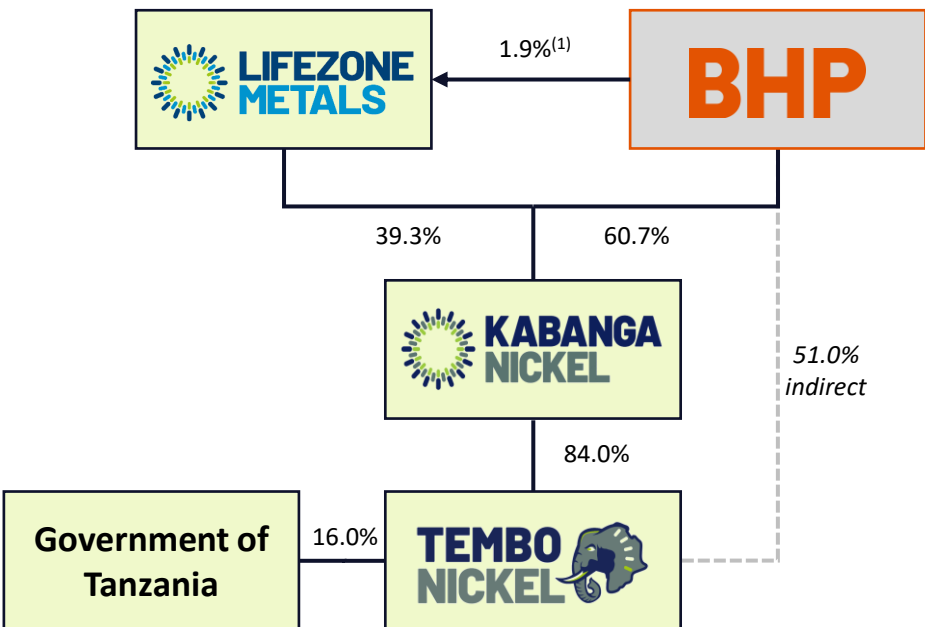 LIFEZONE
METALS
1.9%(1)
BHP
39.3%
60.7%
KABANGA
NICKEL
51.0%
indirect
84.0%
Government of
Tanzania
16.0%
TEMBO
NICKEL